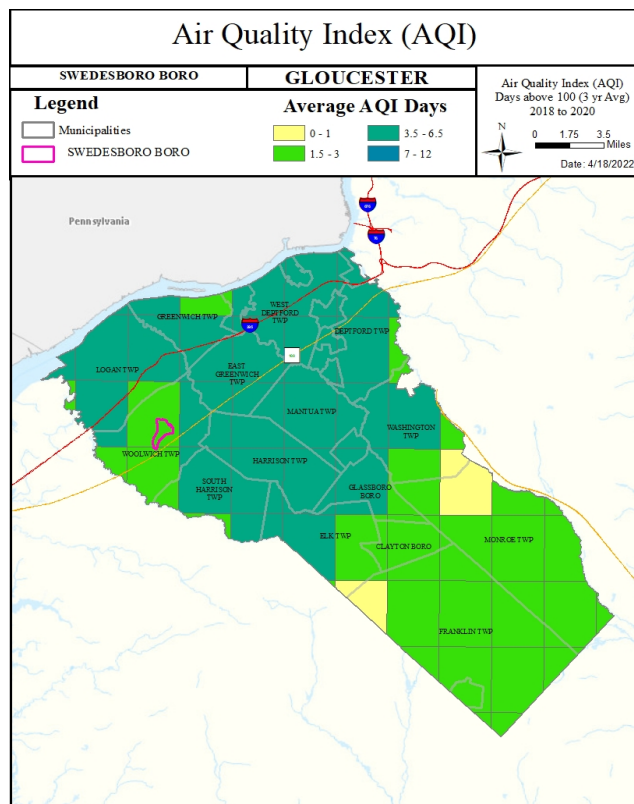 Air Quality Index (AQI)
SWEDESBORO BORO
GLOUCESTER
Legend
Municipalities
SWEDESBORO BORO
Average AQI Days
0 - 1
3.5 - 6.5
1.5 - 3
7 - 12
Air Quality Index (AQI)
Days above 100 (3 yr Avg)
2018 to 2020
N
0 1.75 3.5
Miles
Date: 4/18/2022
Pennsylvania
WEST
DEPTFORD
TWP
GREENWICH TWP
DEPTFORD TWP
LOGAN TWP
EAST
GREENWICH
TWP
MANTUA TWP
WASHINGTON
TWP
WOOLWICH TWP
HARRISON TWP
SOUTH
HARRISON
TWP
GLASSBORO
BORO
ELK TWP
CLAYTON BORO
MONROE TWP
FRANKLIN TWP